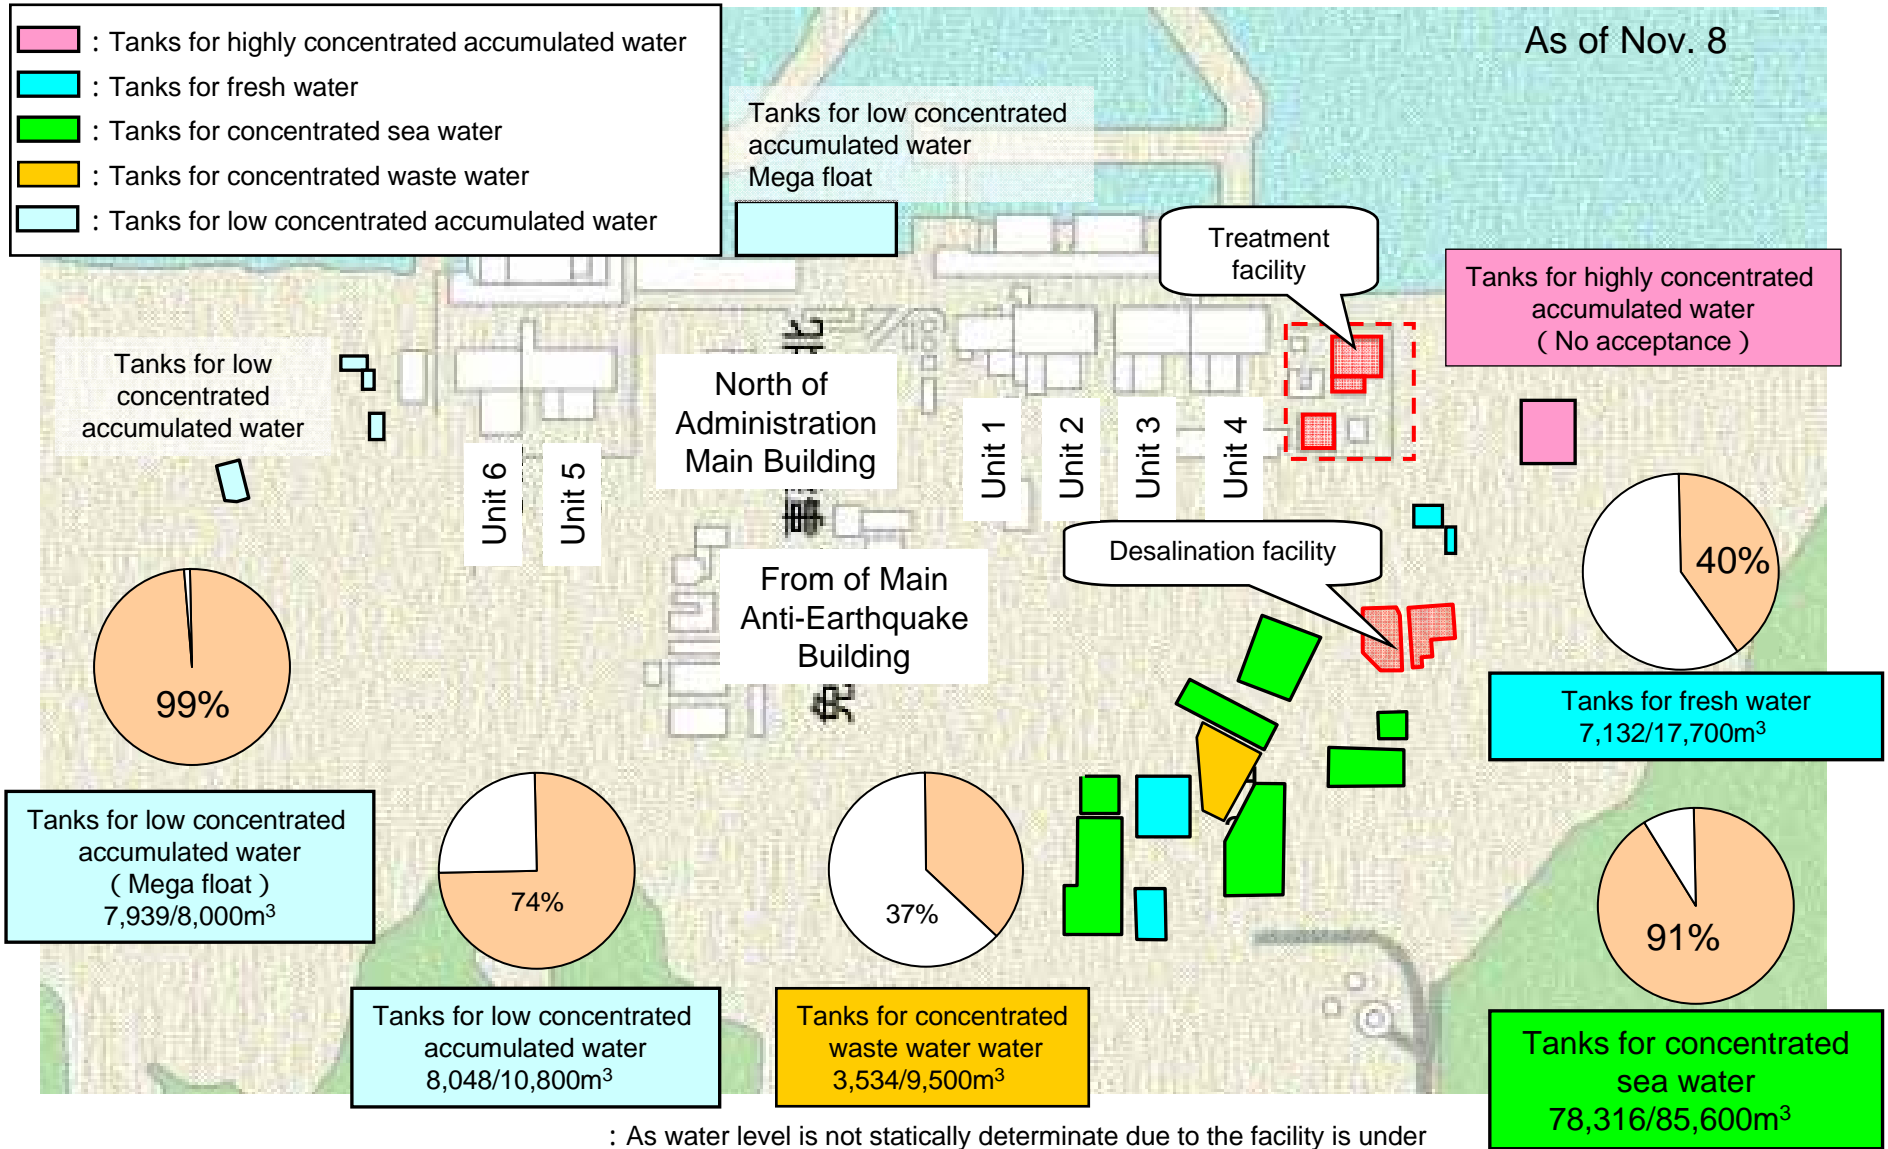 : Tanks for highly concentrated accumulated water
: Tanks for fresh water
: Tanks for concentrated sea water
: Tanks for concentrated waste water
: Tanks for low concentrated accumulated water
As of Nov. 8
Tanks for low concentrated
accumulated water
Mega float
Treatment
facility
Tanks for highly concentrated
accumulated water
( No acceptance )
Tanks for low
concentrated
accumulated water
North of
Administration
Main Building
Unit 6
Unit 5
Unit 1
Unit 2
Unit 3
Unit 4
Desalination facility
From of Main
Anti-Earthquake
Building
40%
Tanks for fresh water
7,132/17,700m³
99%
Tanks for low concentrated
accumulated water
( Mega float )
7,939/8,000m³
74%
Tanks for low concentrated
accumulated water
8,048/10,800m³
37%
Tanks for concentrated
waste water water
3,534/9,500m³
91%
Tanks for concentrated
sea water
78,316/85,600m³
: As water level is not statically determinate due to the facility is under